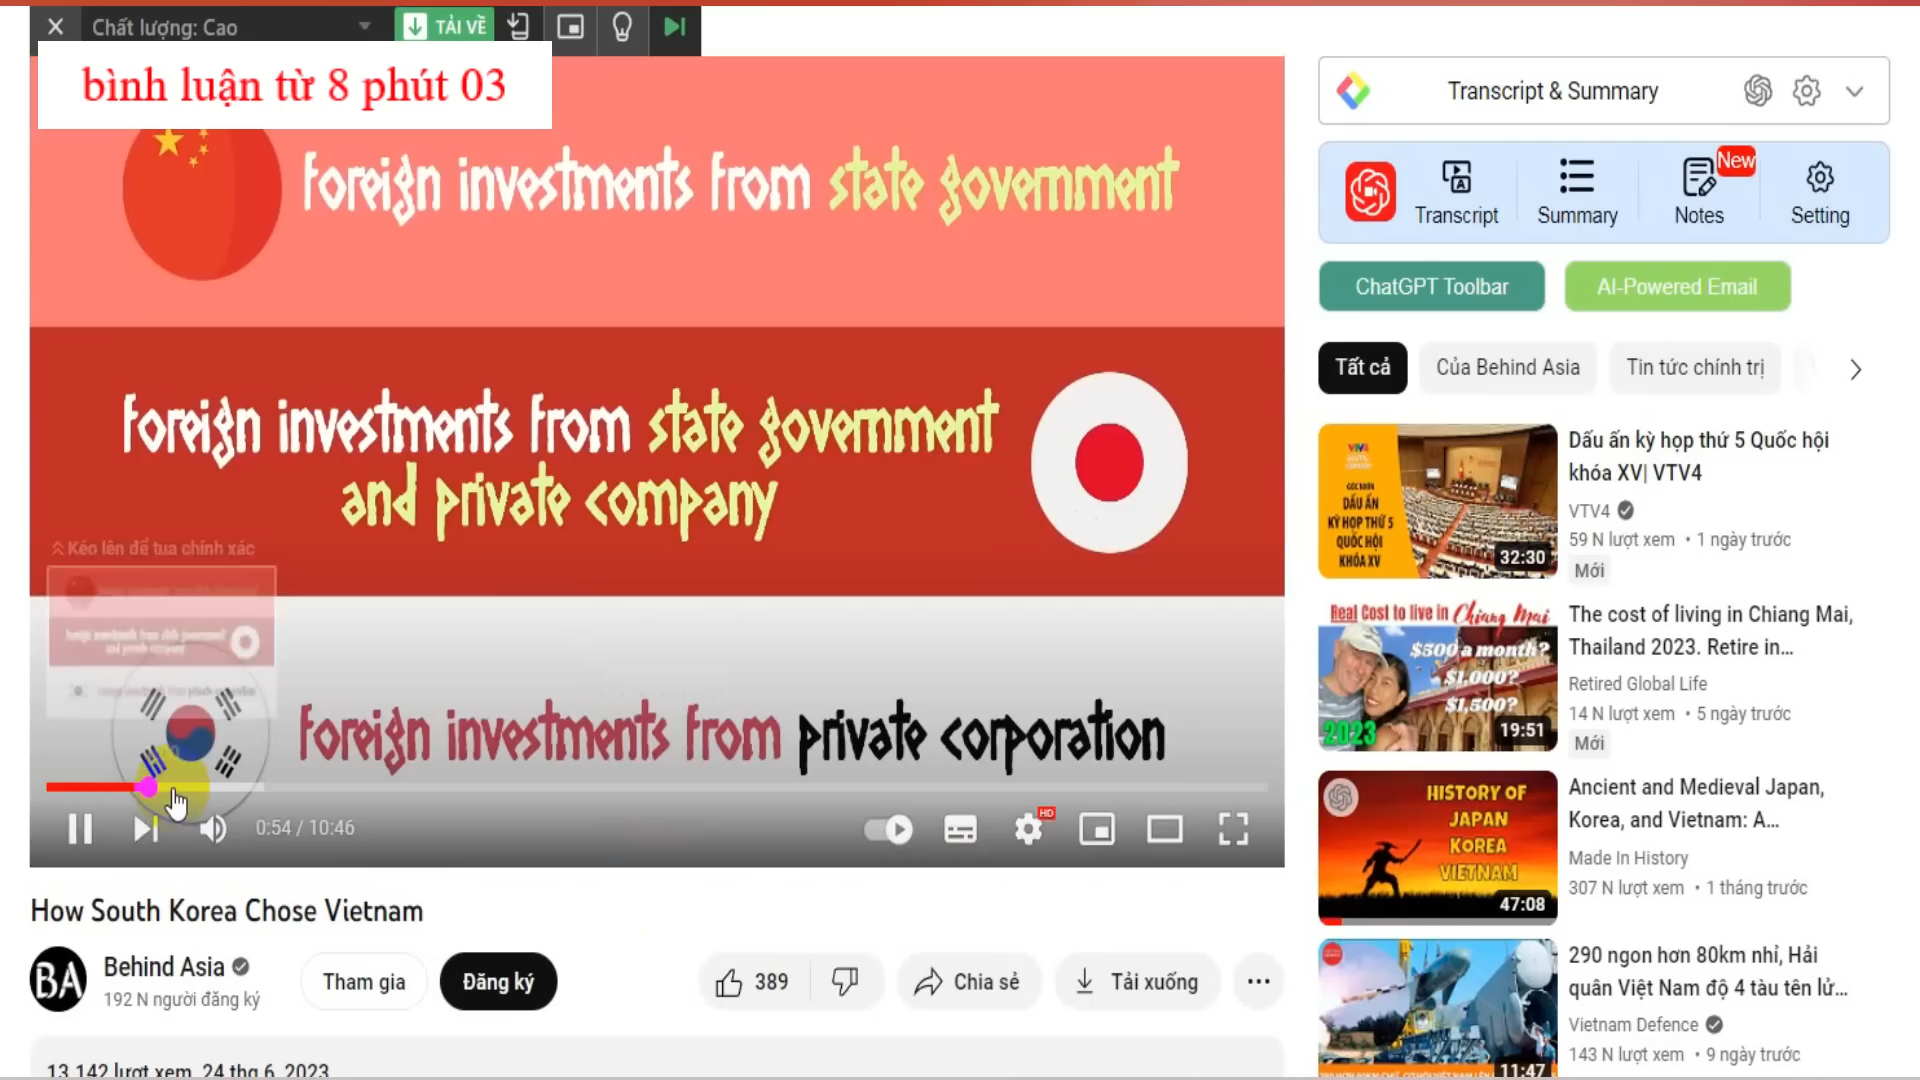 Chất lượng: Cao
TẢI VỀ
bình luận từ 8 phút 03
foreign investments from state government
foreign investments from state government
and private company
Kéo lên để tua chính xác
foreign investments from private corporation
0:54 / 10:46
HD
How South Korea Chose Vietnam
BA
Behind Asia
192 N người đăng ký
Tham gia
Đăng ký
389
Chia sẻ
Tải xuống
13.142 lượt xem 24 thg 6, 2023
Transcript & Summary
Transcript
Summary
New
Notes
Setting
ChatGPT Toolbar
AI-Powered Email
Tất cả
Của Behind Asia
Tin tức chính trị
VTV4
GÓC NHÌN
DẤU ẤN
KỲ HỌP THỨ 5
QUỐC HỘI
KHÓA XV
32:30
Dấu ấn kỳ họp thứ 5 Quốc hội
khóa XV| VTV4
VTV4
59 N lượt xem • 1 ngày trước
Mới
Real Cost to live in Chiang Mai
$500 a month?
$1,000?
$1,500?
2023
19:51
The cost of living in Chiang Mai,
Thailand 2023. Retire in...
Retired Global Life
14 N lượt xem • 5 ngày trước
Mới
HISTORY OF
JAPAN
KOREA
VIETNAM
47:08
Ancient and Medieval Japan,
Korea, and Vietnam: A...
Made In History
307 N lượt xem • 1 tháng trước
11:47
290 ngon hơn 80km nhỉ, Hải
quân Việt Nam độ 4 tàu tên lử...
Vietnam Defence
143 N lượt xem • 9 ngày trước